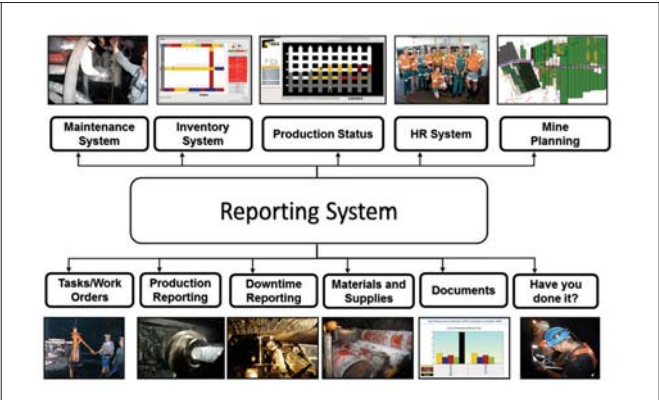 Maintenance
System
Inventory
System
Production Status
HR System
Mine
Planning
Reporting System
Tasks/Work
Orders
Production
Reporting
Downtime
Reporting
Materials and
Supplies
Documents
Have you
done it?